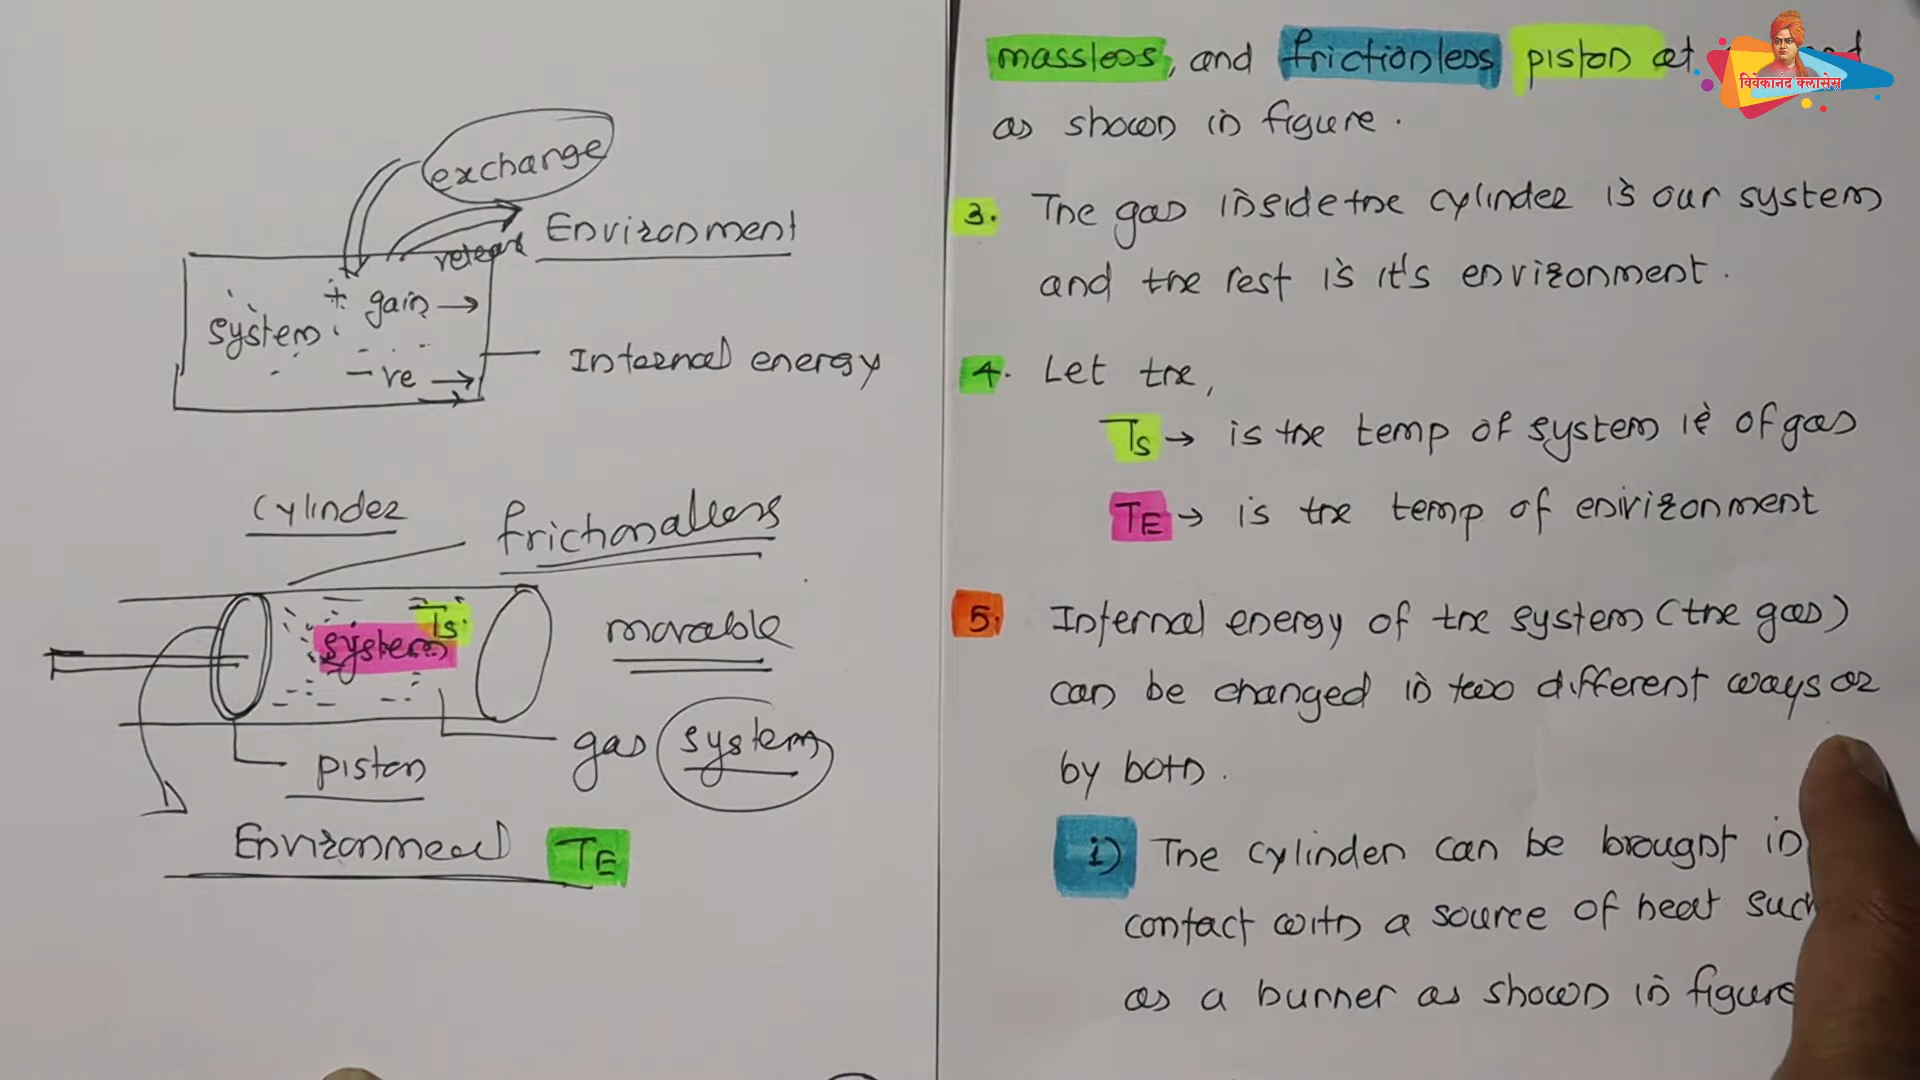 exchange
Environment
+ gain →
system
-ve →
Internal energy
cylinder
frictionalless
Ts
system
movable
gas system
piston
Environment TE
massless, and frictionless piston at
as shown in figure.
3. The gas inside the cylinder is our system
and the rest is it's environment.
4. Let the,
Ts → is the temp of system ie of gas
TE → is the temp of environment
5. Internal energy of the system (the gas)
can be changed in two different ways or
by both.
i) The cylinder can be brought in
contact with a source of heat such
as a burner as shown in figure
विवेकानंद क्लासेस